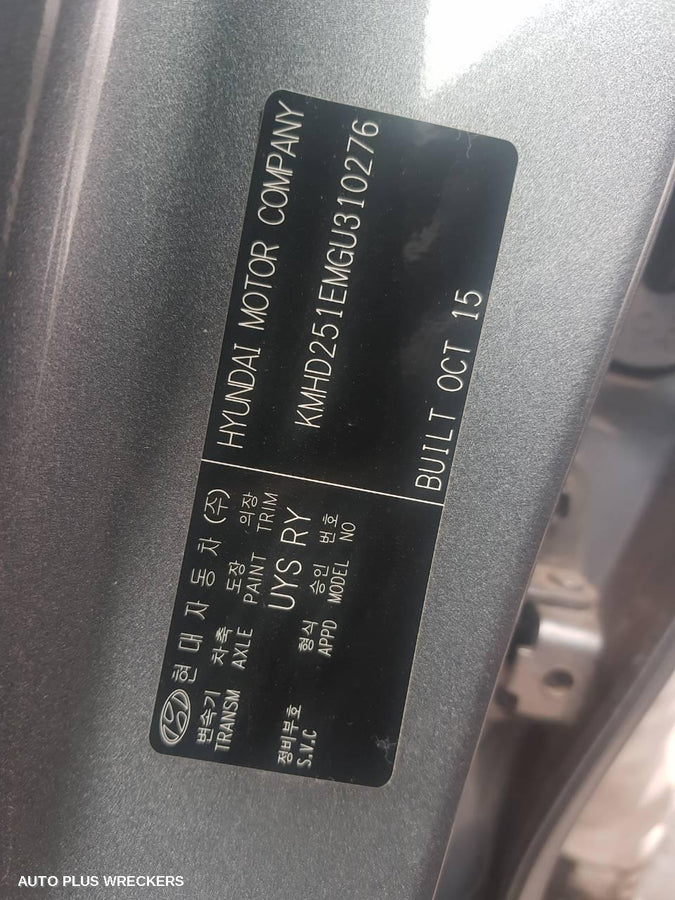 현대자동차(주)
HYUNDAI MOTOR COMPANY
변속기 차축 도장 의장
TRANSM AXLE PAINT TRIM
UYS RY
KMHD251EMGU310276
정비부호 형식 승인 번호
S.V.C APPD MODEL NO
BUILT OCT 15
AUTO PLUS WRECKERS